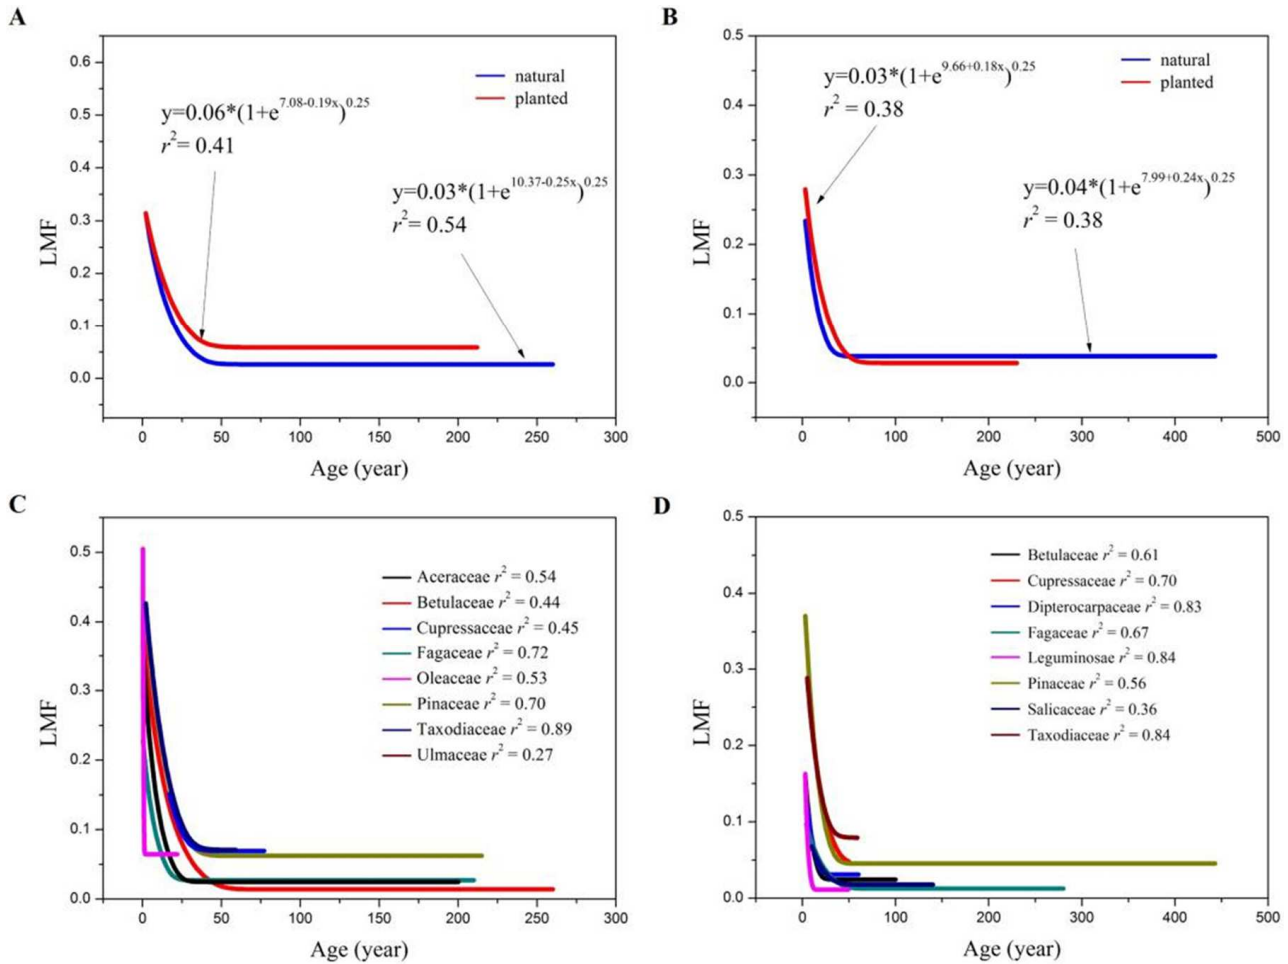 A
0.6
0.5
0.4
0.3
0.2
0.1
0.0
LMF
natural
planted
y=0.06*(1+e^7.08-0.19x)^0.25
r^2= 0.41
y=0.03*(1+e^10.37-0.25x)^0.25
r^2= 0.54
0 50 100 150 200 250 300
Age (year)
B
0.5
0.4
0.3
0.2
0.1
0.0
LMF
natural
planted
y=0.03*(1+e^9.66+0.18x)^0.25
r^2 = 0.38
y=0.04*(1+e^7.99+0.24x)^0.25
r^2 = 0.38
0 100 200 300 400 500
Age (year)
C
0.5
0.4
0.3
0.2
0.1
0.0
LMF
Aceraceae r^2 = 0.54
Betulaceae r^2 = 0.44
Cupressaceae r^2 = 0.45
Fagaceae r^2 = 0.72
Oleaceae r^2 = 0.53
Pinaceae r^2 = 0.70
Taxodiaceae r^2 = 0.89
Ulmaceae r^2 = 0.27
0 50 100 150 200 250 300
Age (year)
D
0.5
0.4
0.3
0.2
0.1
0.0
LMF
Betulaceae r^2 = 0.61
Cupressaceae r^2 = 0.70
Dipterocarpaceae r^2 = 0.83
Fagaceae r^2 = 0.67
Leguminosae r^2 = 0.84
Pinaceae r^2 = 0.56
Salicaceae r^2 = 0.36
Taxodiaceae r^2 = 0.84
0 100 200 300 400 500
Age (year)